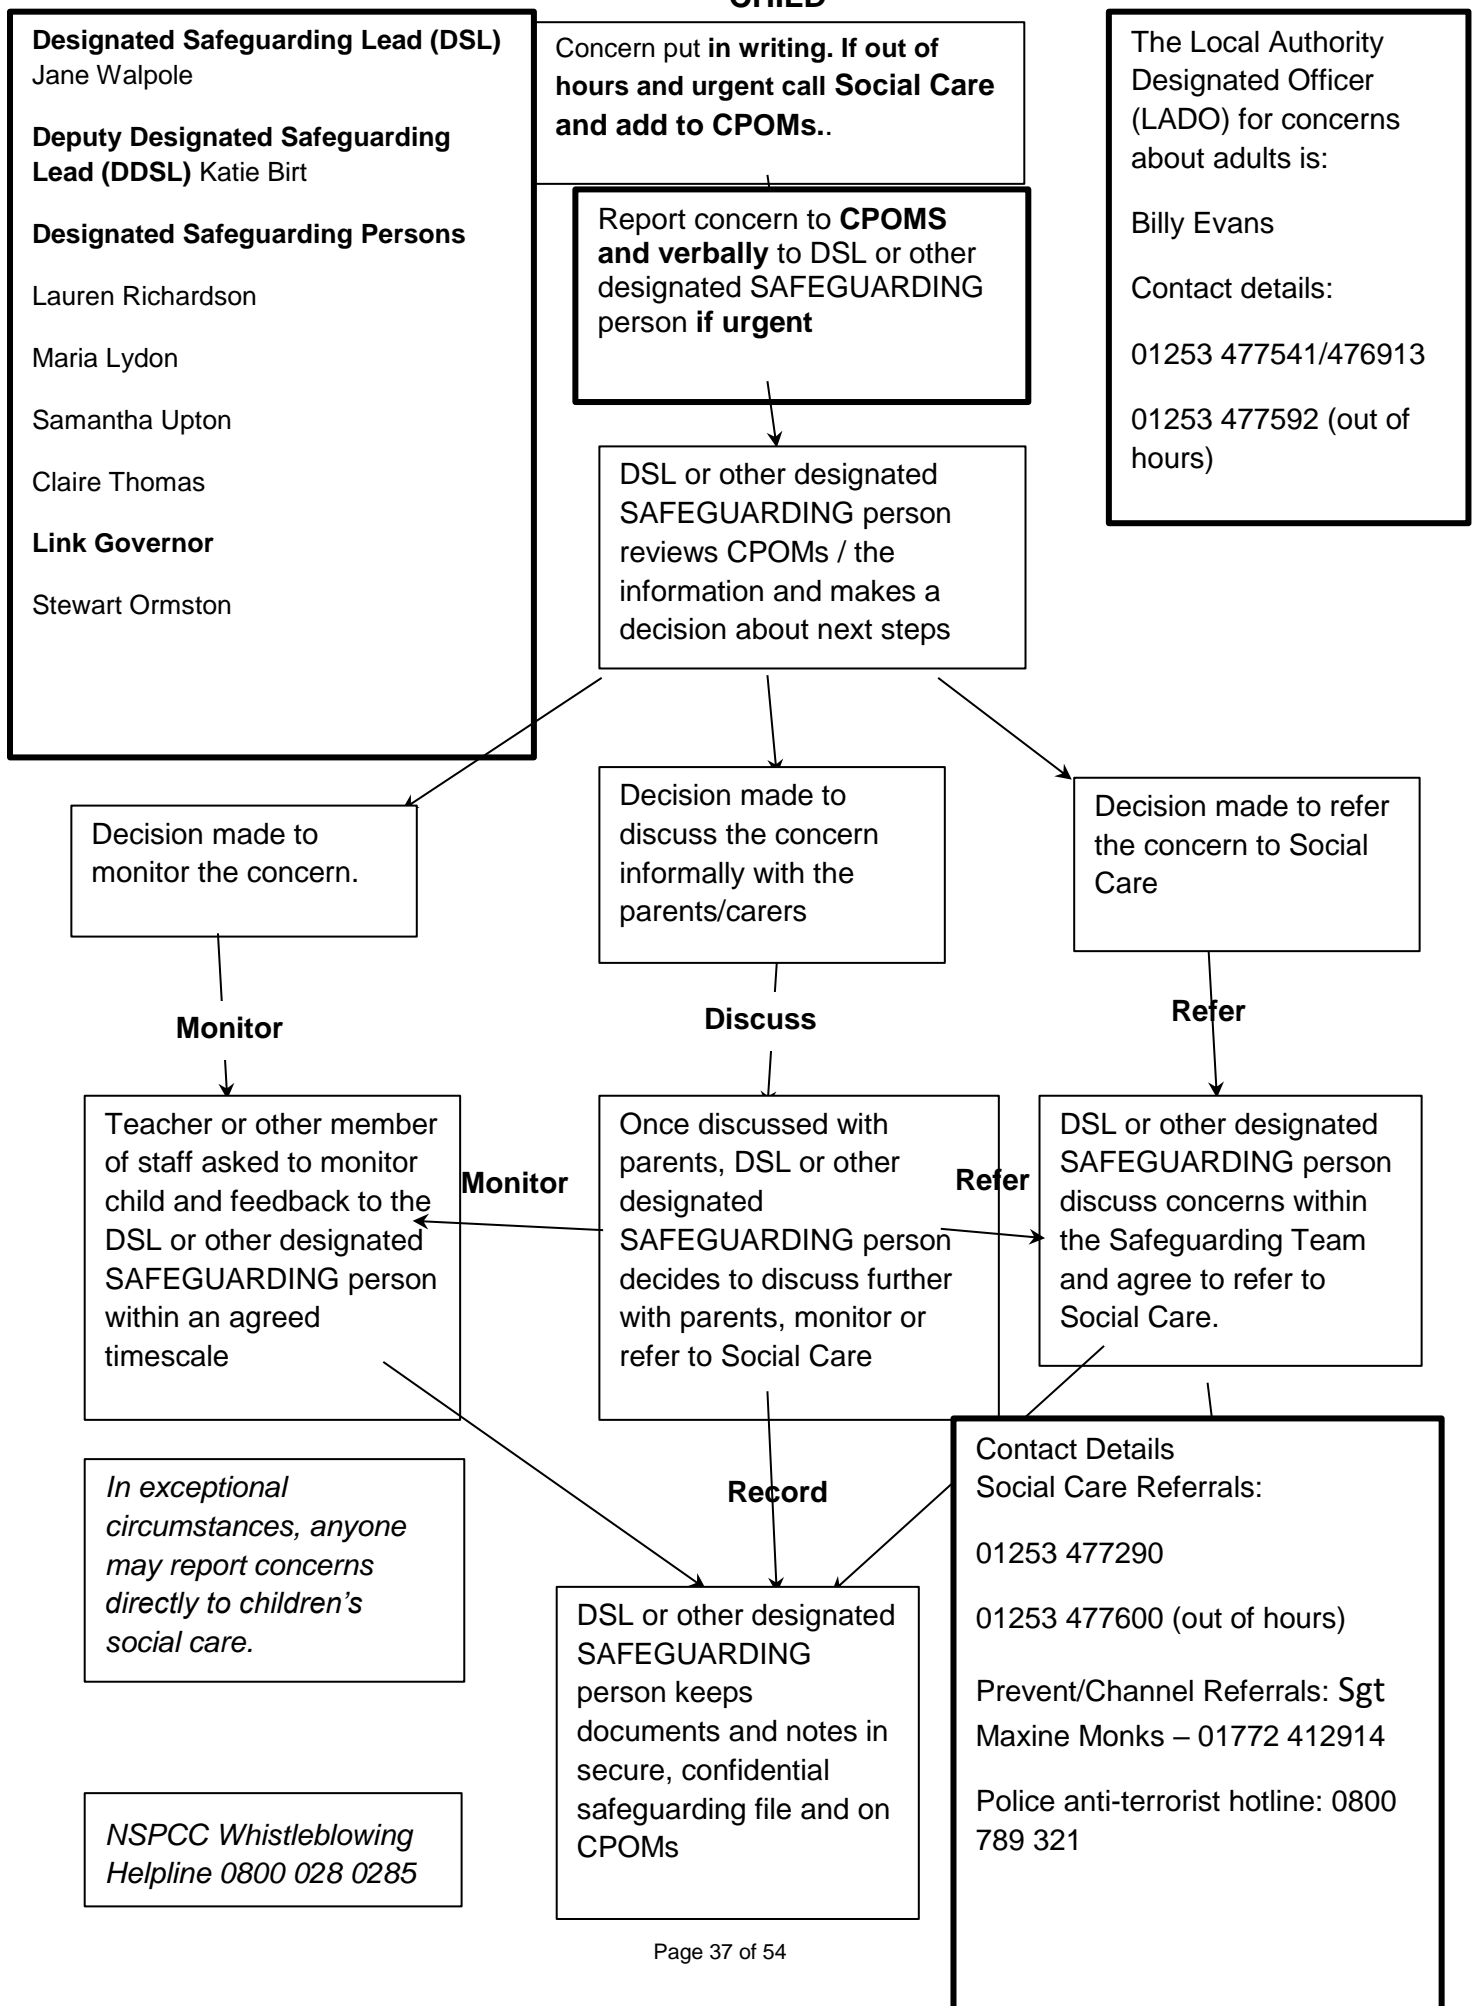 CHILD
Designated Safeguarding Lead (DSL)
Jane Walpole
Deputy Designated Safeguarding
Lead (DDSL) Katie Birt
Designated Safeguarding Persons
Lauren Richardson
Maria Lydon
Samantha Upton
Claire Thomas
Link Governor
Stewart Ormston
Concern put in writing. If out of
hours and urgent call Social Care
and add to CPOMs..
Report concern to CPOMS
and verbally to DSL or other
designated SAFEGUARDING
person if urgent
The Local Authority
Designated Officer
(LADO) for concerns
about adults is:
Billy Evans
Contact details:
01253 477541/476913
01253 477592 (out of
hours)
DSL or other designated
SAFEGUARDING person
reviews CPOMs / the
information and makes a
decision about next steps
Decision made to
monitor the concern.
Decision made to
discuss the concern
informally with the
parents/carers
Decision made to refer
the concern to Social
Care
Monitor
Discuss
Refer
Teacher or other member
of staff asked to monitor
child and feedback to the
DSL or other designated
SAFEGUARDING person
within an agreed
timescale
Monitor
Once discussed with
parents, DSL or other
designated
SAFEGUARDING person
decides to discuss further
with parents, monitor or
refer to Social Care
Refer
DSL or other designated
SAFEGUARDING person
discuss concerns within
the Safeguarding Team
and agree to refer to
Social Care.
In exceptional
circumstances, anyone
may report concerns
directly to children’s
social care.
Record
Contact Details
Social Care Referrals:
01253 477290
01253 477600 (out of hours)
Prevent/Channel Referrals: Sgt
Maxine Monks – 01772 412914
Police anti-terrorist hotline: 0800
789 321
DSL or other designated
SAFEGUARDING
person keeps
documents and notes in
secure, confidential
safeguarding file and on
CPOMs
NSPCC Whistleblowing
Helpline 0800 028 0285
Page 37 of 54